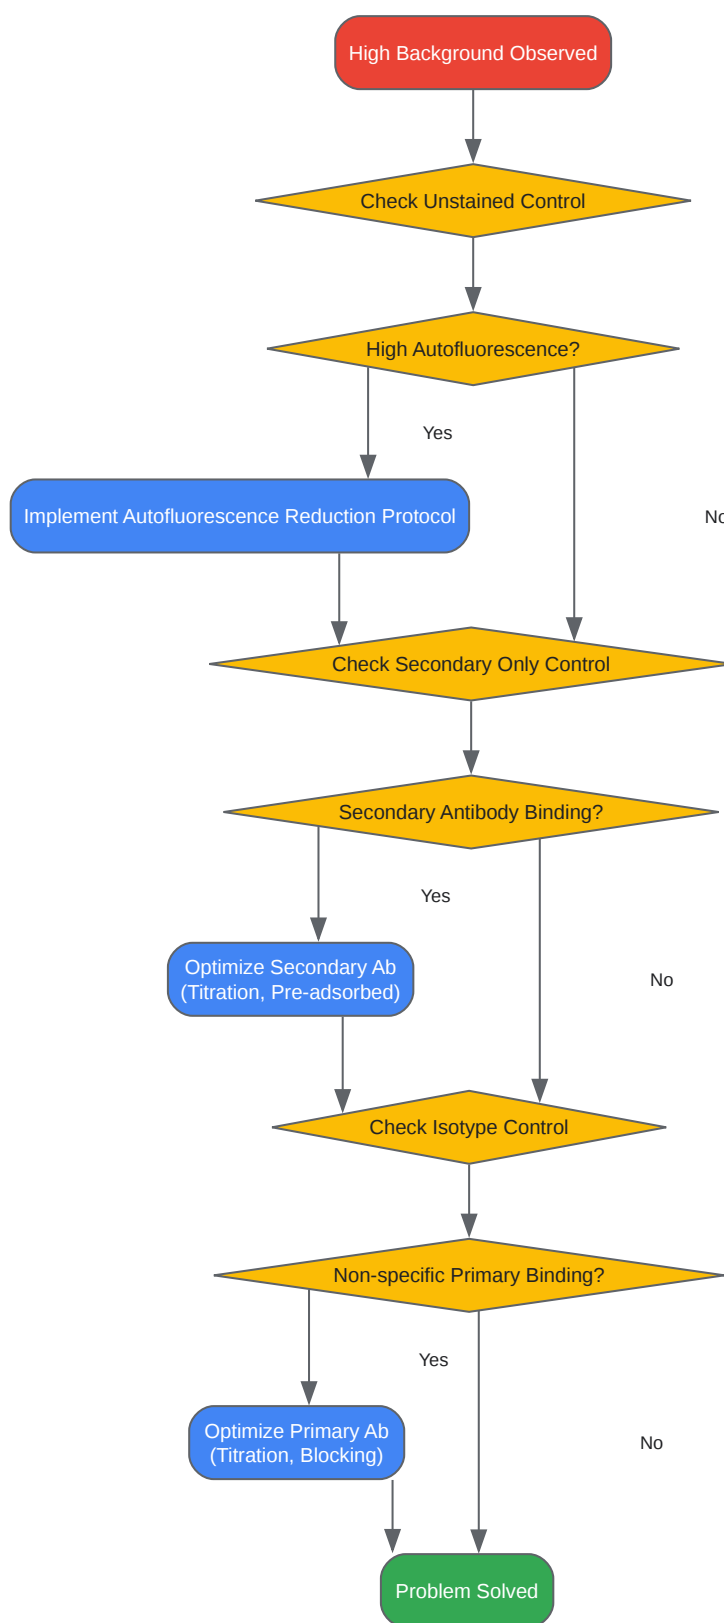 High Background Observed
Check Unstained Control
High Autofluorescence?
Yes
Implement Autofluorescence Reduction Protocol
No
Check Secondary Only Control
Secondary Antibody Binding?
Yes
Optimize Secondary Ab
(Titration, Pre-adsorbed)
No
Check Isotype Control
Non-specific Primary Binding?
Yes
Optimize Primary Ab
(Titration, Blocking)
No
Problem Solved